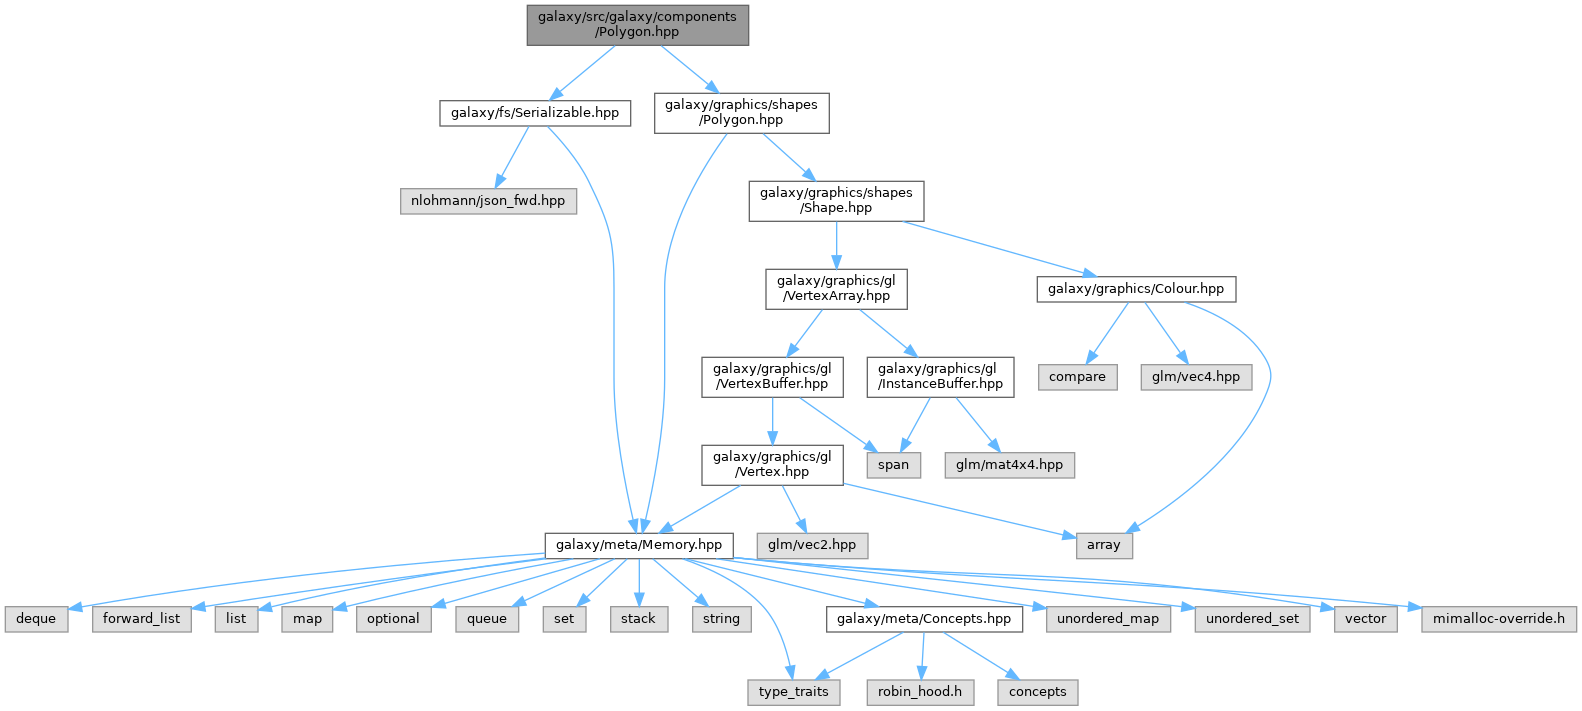 galaxy/src/galaxy/components
/Polygon.hpp
galaxy/fs/Serializable.hpp
galaxy/graphics/shapes
/Polygon.hpp
nlohmann/json_fwd.hpp
galaxy/graphics/shapes
/Shape.hpp
galaxy/graphics/gl
/VertexArray.hpp
galaxy/graphics/Colour.hpp
galaxy/graphics/gl
/VertexBuffer.hpp
galaxy/graphics/gl
/InstanceBuffer.hpp
compare
glm/vec4.hpp
galaxy/graphics/gl
/Vertex.hpp
span
glm/mat4x4.hpp
galaxy/meta/Memory.hpp
glm/vec2.hpp
array
deque
forward_list
list
map
optional
queue
set
stack
string
galaxy/meta/Concepts.hpp
unordered_map
unordered_set
vector
mimalloc-override.h
type_traits
robin_hood.h
concepts